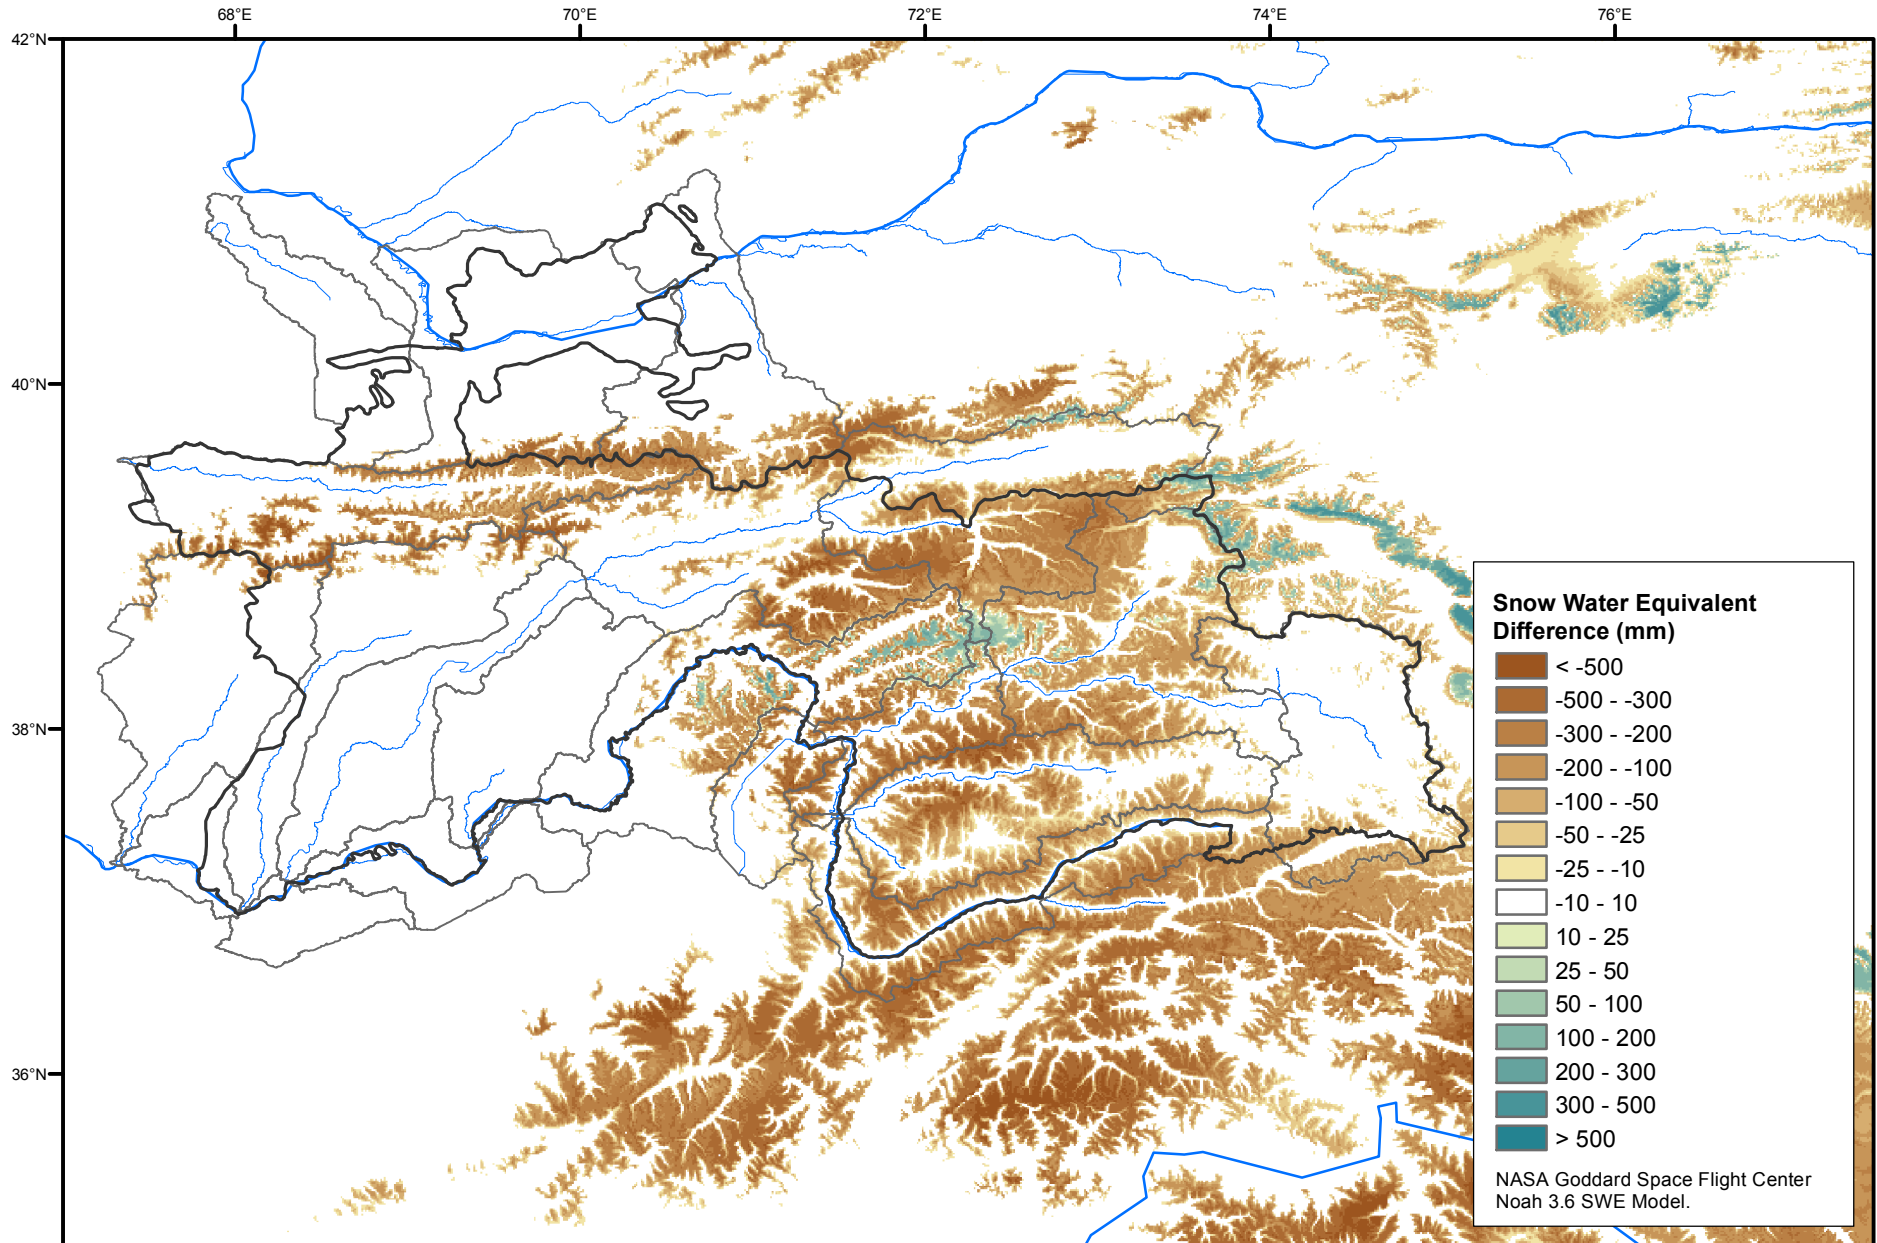 68°E
70°E
72°E
74°E
76°E
42°N
40°N
38°N
36°N
Snow Water Equivalent
Difference (mm)
< -500
-500 - -300
-300 - -200
-200 - -100
-100 - -50
-50 - -25
-25 - -10
-10 - 10
10 - 25
25 - 50
50 - 100
100 - 200
200 - 300
300 - 500
> 500
NASA Goddard Space Flight Center
Noah 3.6 SWE Model.